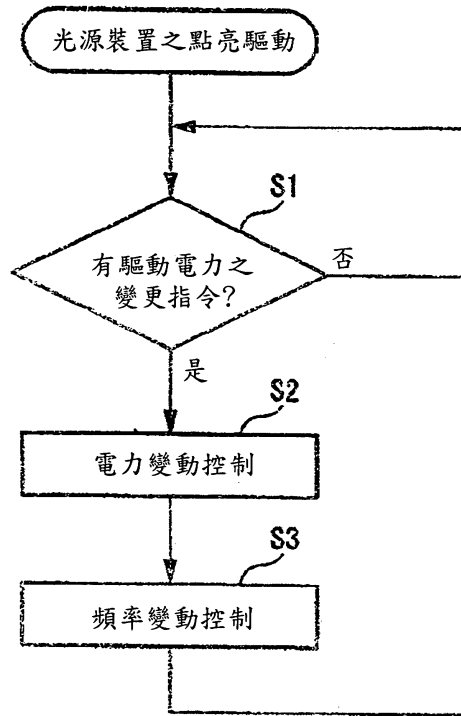 光源裝置之點亮驅動
S1
有驅動電力之
變更指令?
否
是
S2
電力變動控制
S3
頻率變動控制